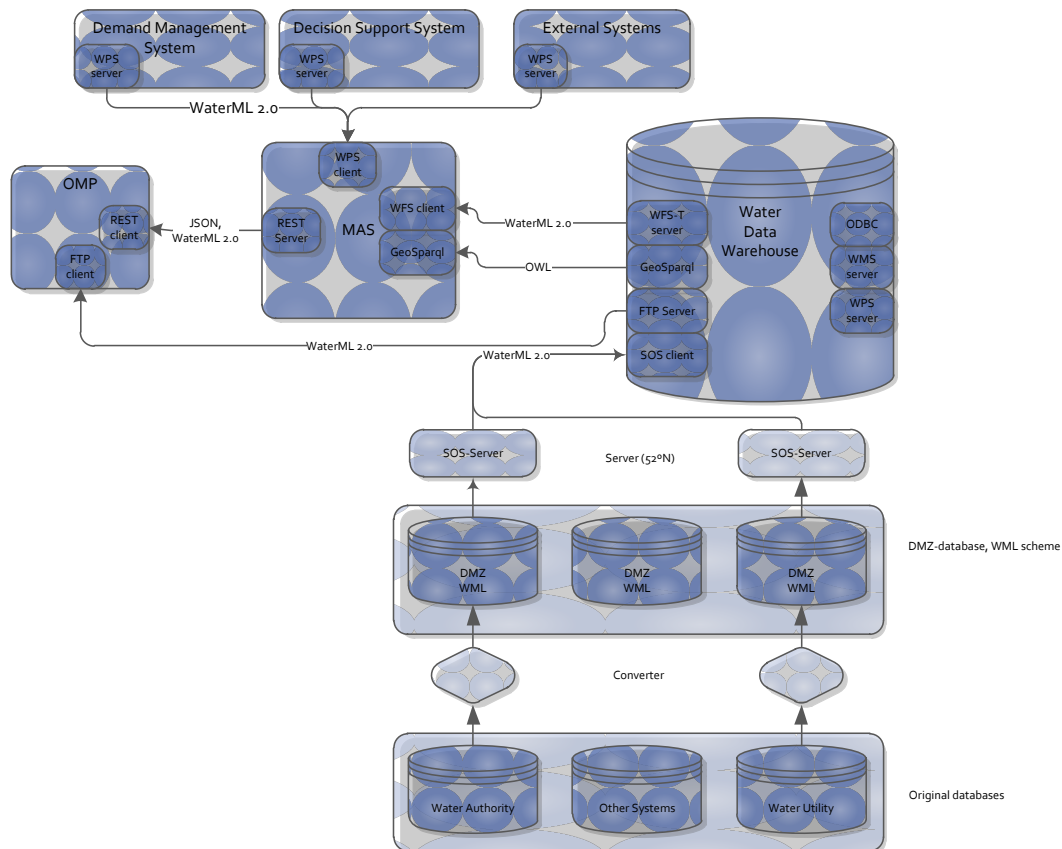 Demand Management
System
WPS
server
Decision Support System
WPS
server
External Systems
WPS
server
WaterML 2.0
WPS
client
OMP
REST
client
FTP
client
JSON,
WaterML 2.0
REST
Server
MAS
WFS client
GeoSparql
WaterML 2.0
OWL
WFS-T
server
GeoSparql
FTP Server
SOS client
Water
Data
Warehouse
ODBC
WMS
server
WPS
server
WaterML 2.0
WaterML 2.0
SOS-Server
Server (52ºN)
SOS-Server
DMZ
WML
DMZ
WML
DMZ
WML
DMZ-database, WML scheme
Converter
Water Authority
Other Systems
Water Utility
Original databases